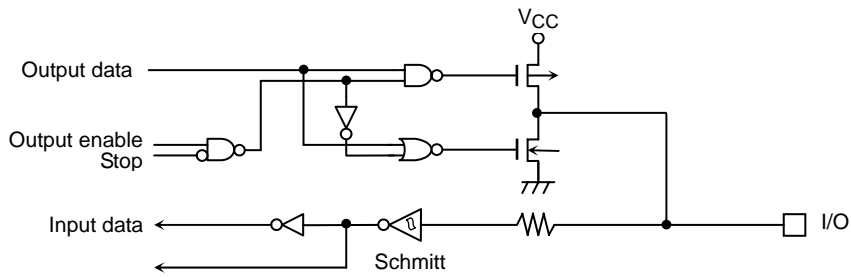 VCC
Output data
Output enable
Stop
Input data
I/O
Schmitt